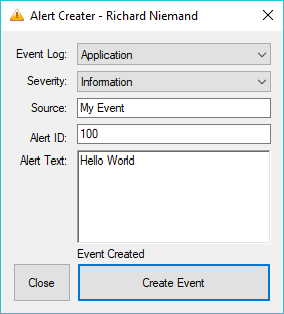 Alert Creater - Richard Niemand
Event Log: Application
Severity: Information
Source: My Event
Alert ID: 100
Alert Text: Hello World
Event Created
Close Create Event